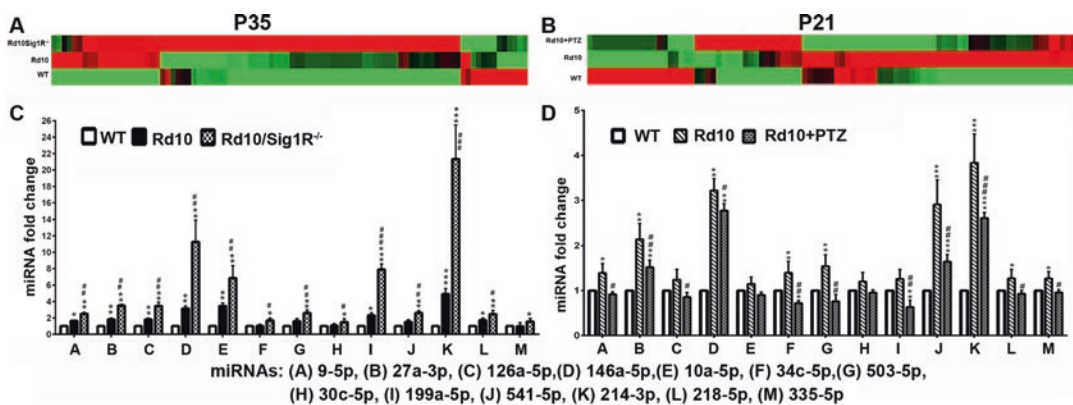 A P35
Rd10Sig1R-/-
Rd10
WT
B P21
Rd10+PTZ
Rd10
WT
C
miRNA fold change
26
24
22
20
18
16
14
12
10
8
6
4
2
0
WT Rd10 Rd10/Sig1R-/-
A B C D E F G H I J K L M
D
miRNA fold change
5
4
3
2
1
0
WT Rd10 Rd10+PTZ
A B C D E F G H I J K L M
miRNAs: (A) 9-5p, (B) 27a-3p, (C) 126a-5p,(D) 146a-5p,(E) 10a-5p, (F) 34c-5p,(G) 503-5p,
(H) 30c-5p, (I) 199a-5p, (J) 541-5p, (K) 214-3p, (L) 218-5p, (M) 335-5p